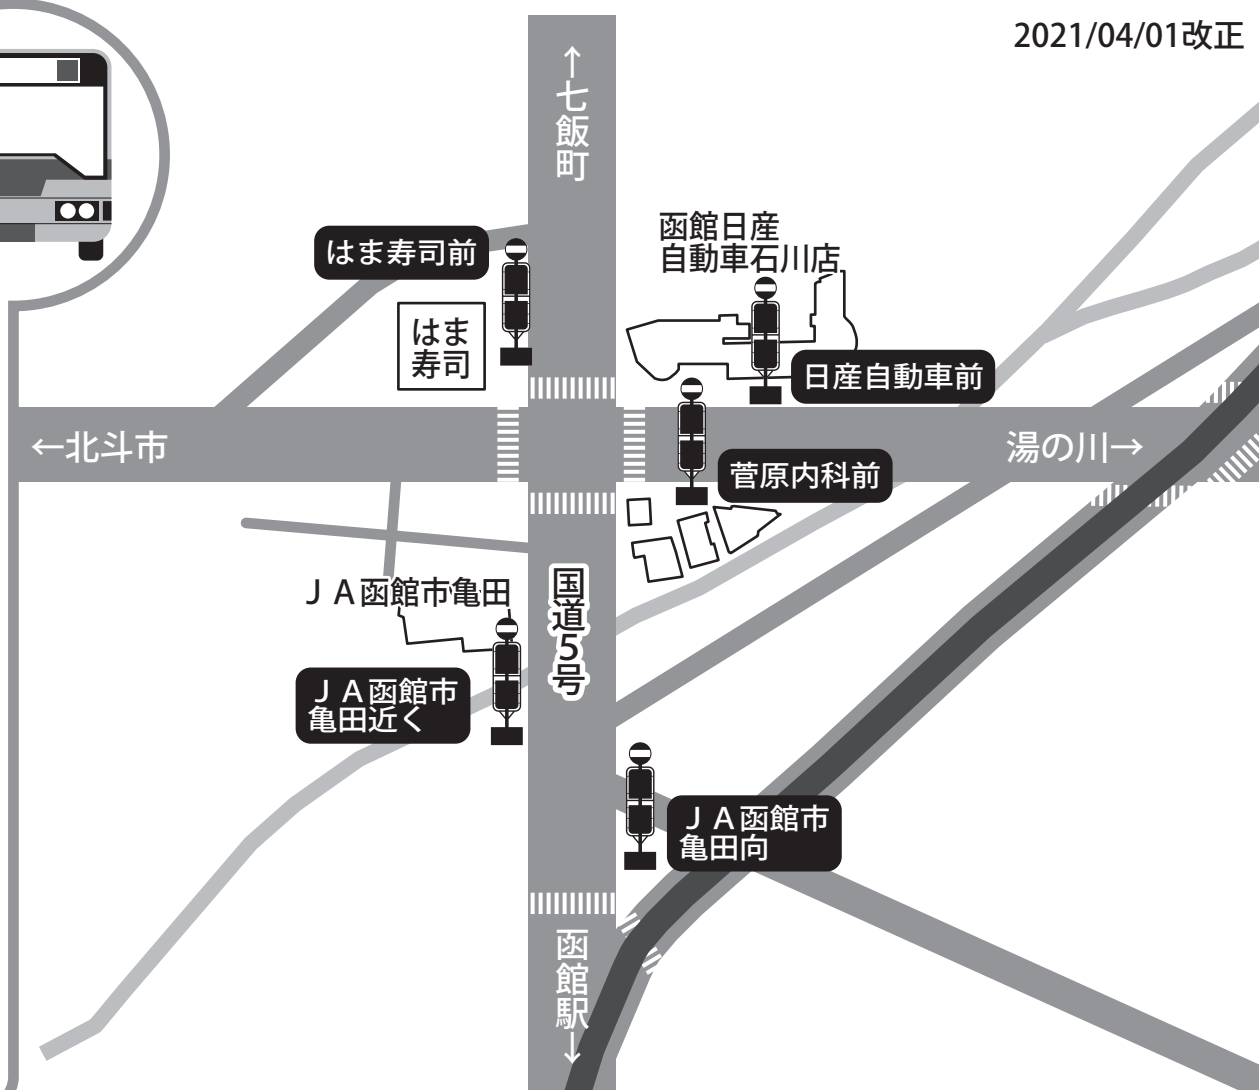 2021/04/01改正
↑七飯町
函館日産
自動車石川店
はま寿司前
はま
寿司
日産自動車前
←北斗市
湯の川→
菅原内科前
国道5号
ＪＡ函館市亀田
ＪＡ函館市
亀田近く
ＪＡ函館市
亀田向
函館駅↓